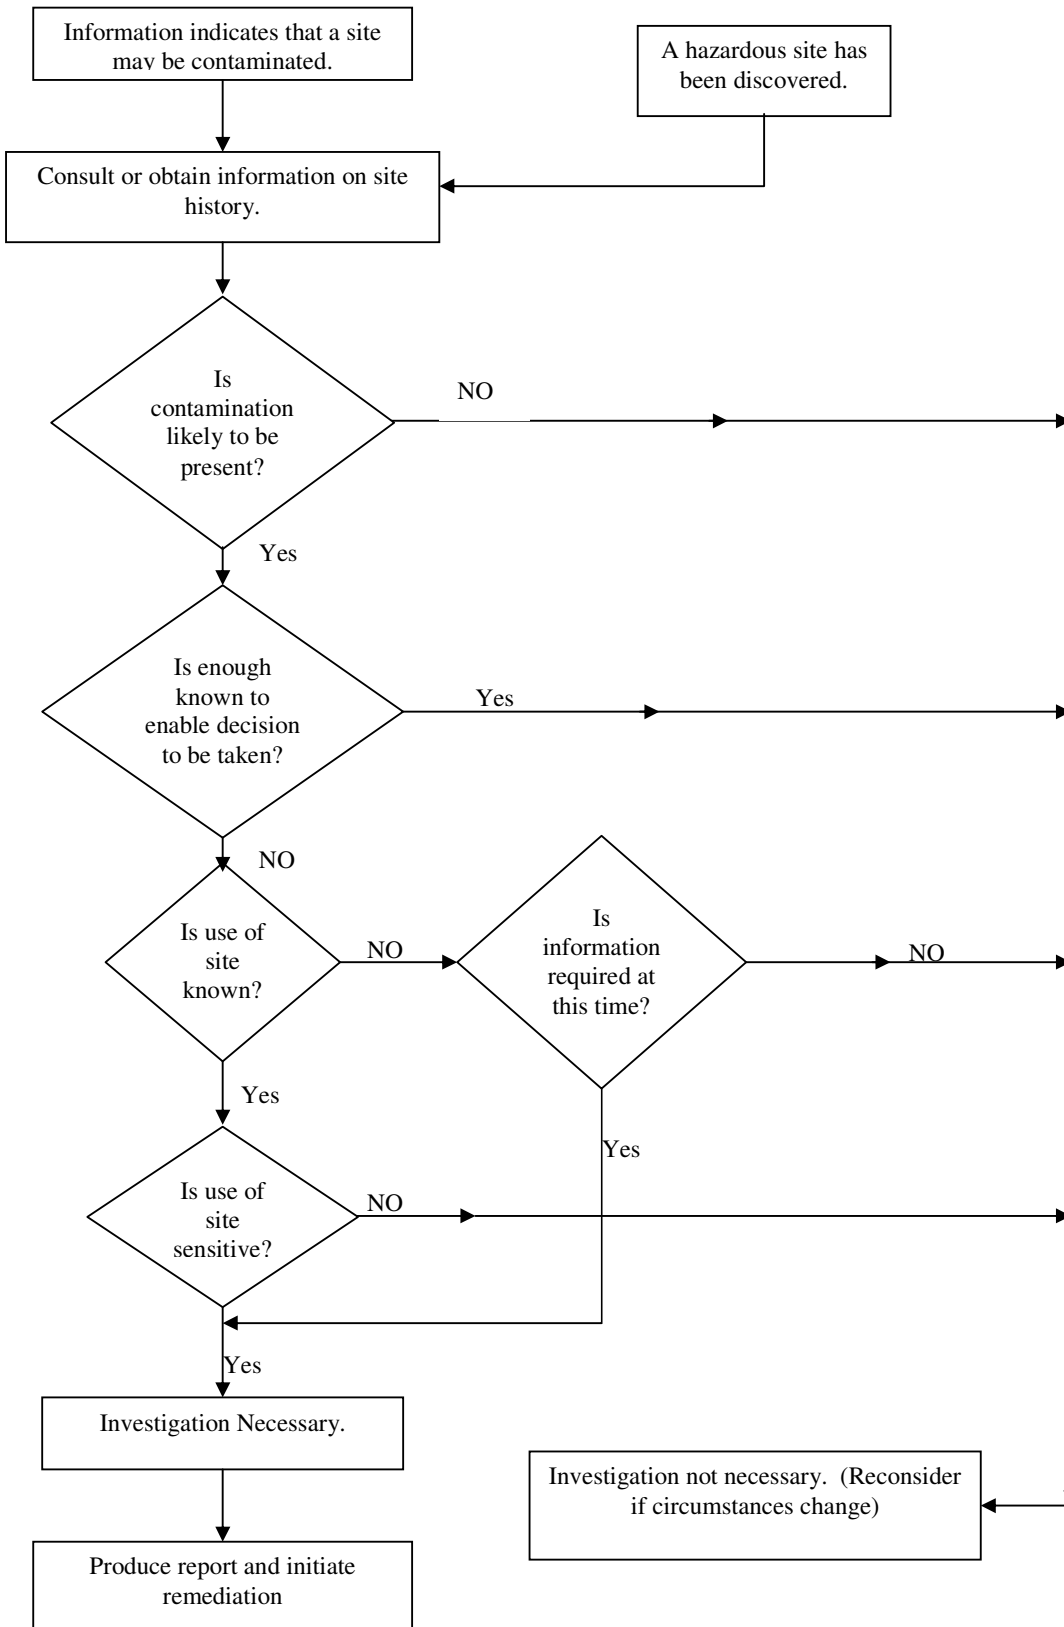 Information indicates that a site
may be contaminated.
A hazardous site has
been discovered.
Consult or obtain information on site
history.
Is
contamination
likely to be
present?
NO
Yes
Is enough
known to
enable decision
to be taken?
Yes
NO
Is use of
site
known?
NO
Is
information
required at
this time?
NO
Yes
Yes
Is use of
site
sensitive?
NO
Yes
Investigation Necessary.
Investigation not necessary.  (Reconsider
if circumstances change)
Produce report and initiate
remediation